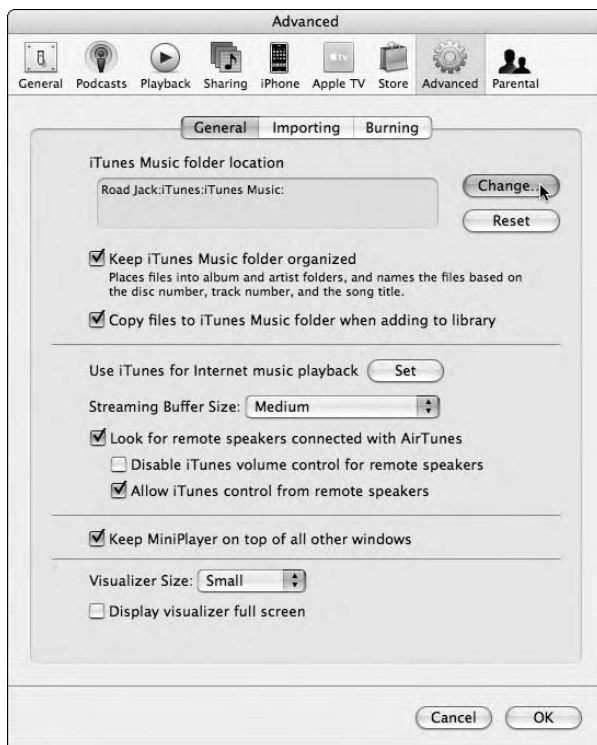 Advanced
General Podcasts Playback Sharing iPhone Apple TV Store Advanced Parental
General Importing Burning
iTunes Music folder location
Road Jack:iTunes:iTunes Music:
Change...
Reset
Keep iTunes Music folder organized
Places files into album and artist folders, and names the files based on
the disc number, track number, and the song title.
Copy files to iTunes Music folder when adding to library
Use iTunes for Internet music playback Set
Streaming Buffer Size: Medium
Look for remote speakers connected with AirTunes
Disable iTunes volume control for remote speakers
Allow iTunes control from remote speakers
Keep MiniPlayer on top of all other windows
Visualizer Size: Small
Display visualizer full screen
Cancel OK